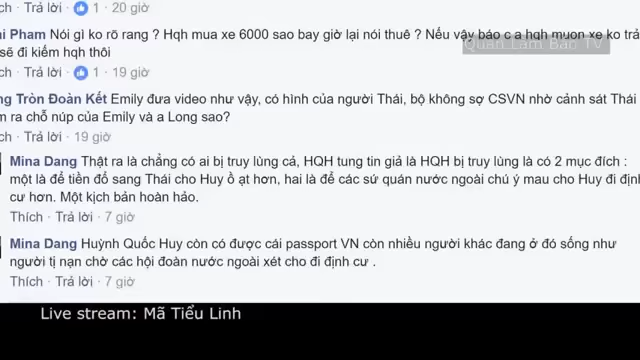 ch · Trả lời · 1 · 20 giờ
ai Pham Nói gì ko rõ rang ? Hqh mua xe 6000 sao bay giờ lại nói thuê ? Nếu vậy báo c a hqh muon xe ko trả
sẽ đi kiếm hqh thôi
Quan Lam Bao TV
ch · Trả lời · 1 · 19 giờ
ng Tròn Đoàn Kết Emily đưa video như vậy, có hình của người Thái, bộ không sợ CSVN nhờ cảnh sát Thái
m ra chỗ núp của Emily và a Long sao?
ch · Trả lời · 19 giờ
Mina Dang Thật ra là chẳng có ai bị truy lùng cả, HQH tung tin giả là HQH bị truy lùng là có 2 mục đích :
một là để tiền đổ sang Thái cho Huy ồ ạt hơn, hai là để các sứ quán nước ngoài chú ý mau cho Huy đi định
cư hơn. Một kịch bản hoàn hảo.
Thích · Trả lời · 7 giờ
Mina Dang Huỳnh Quốc Huy còn có được cái passport VN còn nhiều người khác đang ở đó sống như
người tị nạn chờ các hội đoàn nước ngoài xét cho đi định cư .
Thích · Trả lời · 7 giờ
Live stream: Mã Tiểu Linh